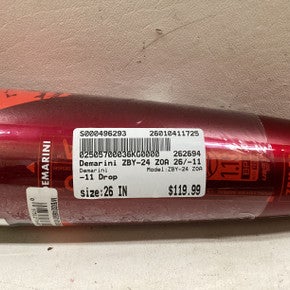 S000496293 26010411725
02505700036KG0000 262694
Demarini ZBY-24 ZOA 26/-11
Demarini Model:ZBY-24 ZOA
-11 Drop
size:26 IN $119.99
DEMARINI